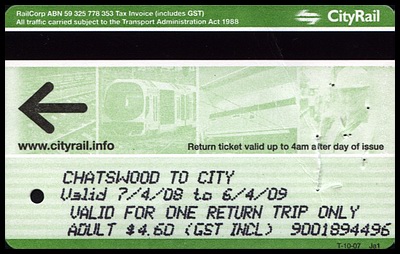 RailCorp ABN 59 325 778 353 Tax Invoice (includes GST)
All traffic carried subject to the Transport Administration Act 1988
CityRail
www.cityrail.info
Return ticket valid up to 4am after day of issue
CHATSWOOD TO CITY
Valid 7/4/08 to 6/4/09
VALID FOR ONE RETURN TRIP ONLY
ADULT $4.60 (GST INCL) 9001894496
T-10-07 Js1